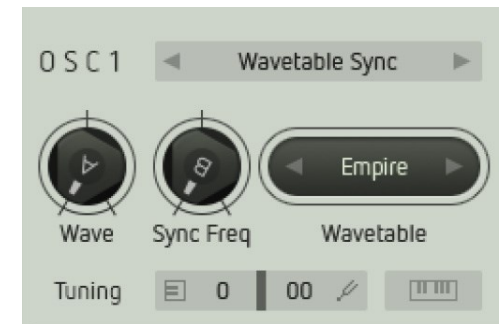 OSC1 Wavetable Sync
A B Empire
Wave Sync Freq Wavetable
Tuning 0 00